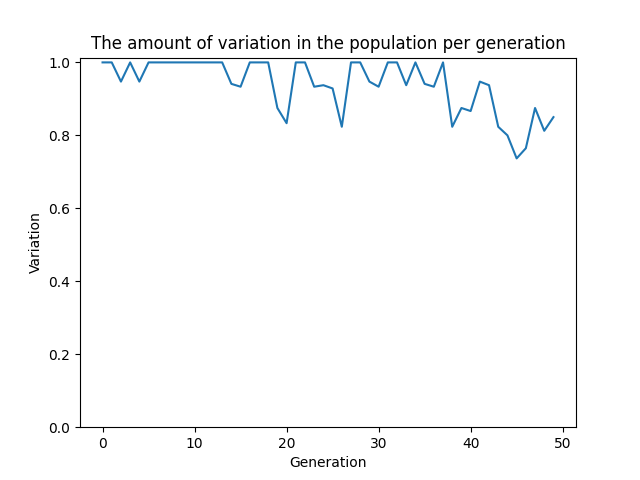 The amount of variation in the population per generation
1.0
0.8
0.6
0.4
0.2
0.0
Variation
0 10 20 30 40 50
Generation